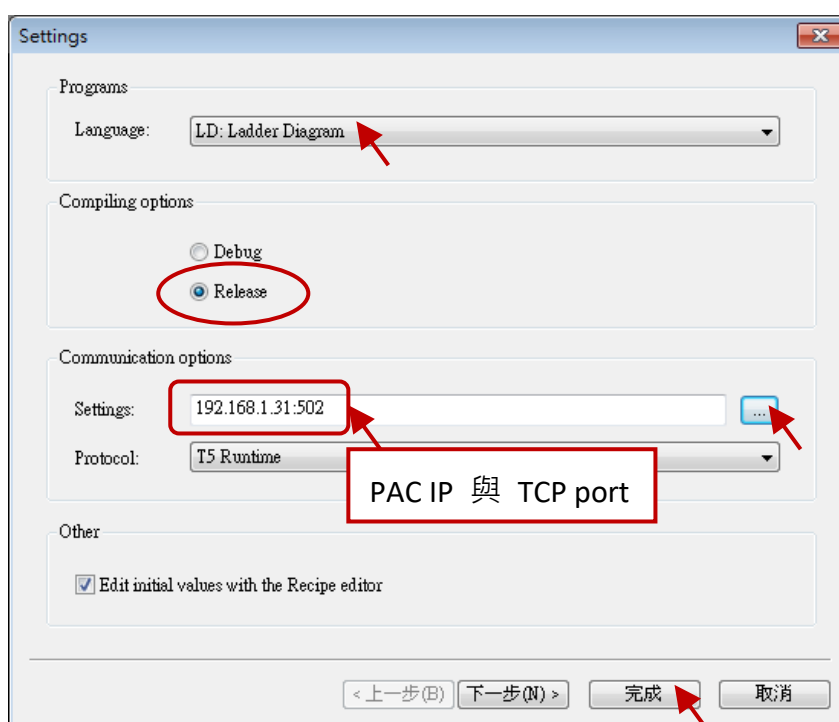 Settings
Programs
Language: LD: Ladder Diagram
Compiling options
Debug
Release
Communication options
Settings: 192.168.1.31:502 ...
Protocol: T5 Runtime
PAC IP 與 TCP port
Other
Edit initial values with the Recipe editor
<上一步(B) 下一步(N)> 完成 取消